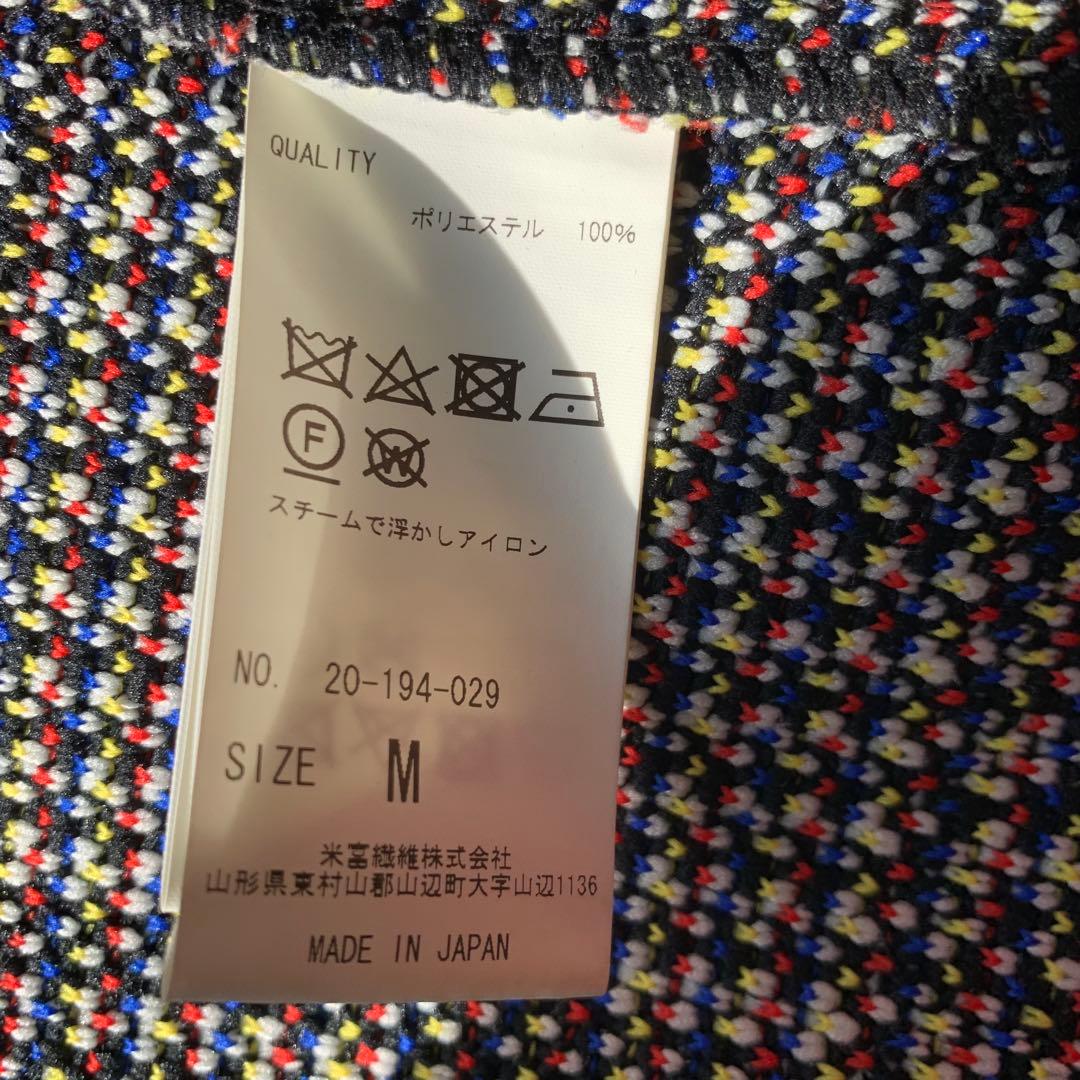 QUALITY
ポリエステル 100%
F
W
スチームで浮かしアイロン
NO. 20-194-029
SIZE M
米富繊維株式会社
山形県東村山郡山辺町大字山辺1136
MADE IN JAPAN